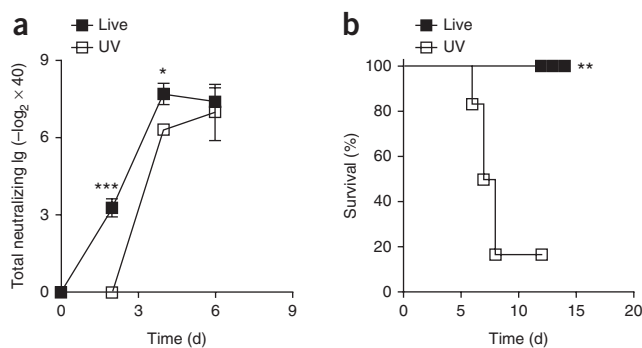 a
Live
UV
Total neutralizing Ig (–log₂ × 40)
9
6
3
0
***
*
0 3 6 9
Time (d)
b
Live
UV
Survival (%)
100
80
60
40
20
0
**
0 5 10 15 20
Time (d)